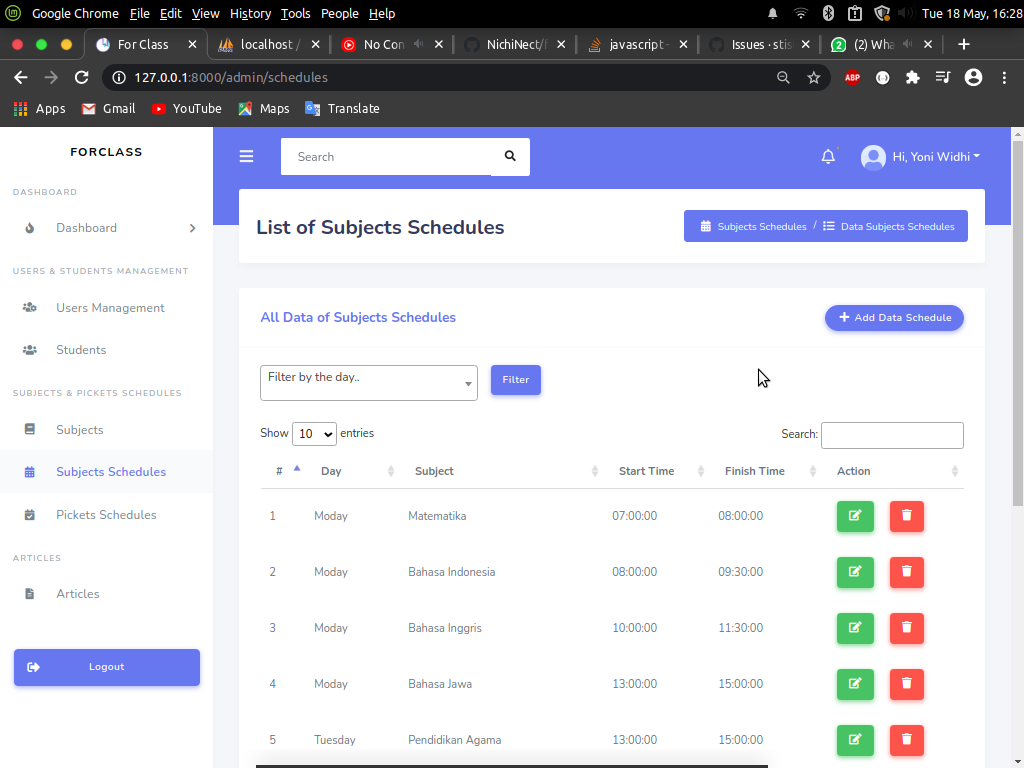 Google Chrome File Edit View History Tools People Help Tue 18 May, 16:28
For Class localhost / No Con NichiNect/f javascript - Issues · stis (2) Wha
127.0.0.1:8000/admin/schedules ABP
Apps Gmail YouTube Maps Translate
FORCLASS
Search
Hi, Yoni Widhi
DASHBOARD
Dashboard
USERS & STUDENTS MANAGEMENT
Users Management
Students
SUBJECTS & PICKETS SCHEDULES
Subjects
Subjects Schedules
Pickets Schedules
ARTICLES
Articles
Logout
List of Subjects Schedules
Subjects Schedules / Data Subjects Schedules
All Data of Subjects Schedules
Add Data Schedule
Filter by the day..
Filter
Show 10 entries
Search:
# Day Subject Start Time Finish Time Action
1 Moday Matematika 07:00:00 08:00:00
2 Moday Bahasa Indonesia 08:00:00 09:30:00
3 Moday Bahasa Inggris 10:00:00 11:30:00
4 Moday Bahasa Jawa 13:00:00 15:00:00
5 Tuesday Pendidikan Agama 13:00:00 15:00:00